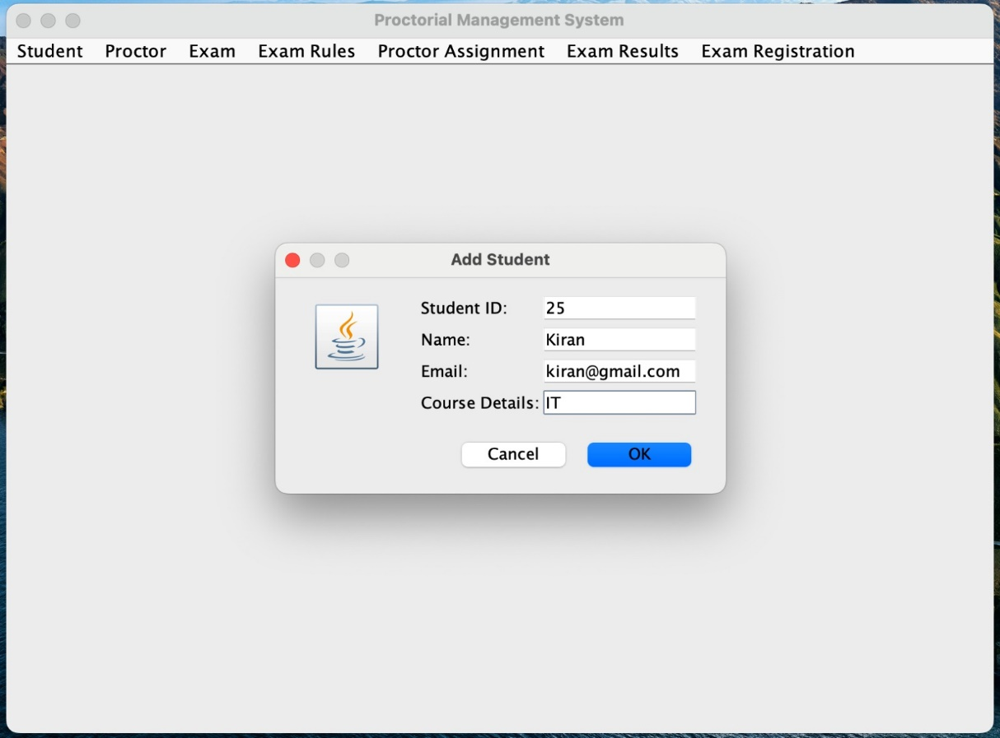 Proctorial Management System
Student Proctor Exam Exam Rules Proctor Assignment Exam Results Exam Registration
Add Student
Student ID: 25
Name: Kiran
Email: kiran@gmail.com
Course Details: IT
Cancel OK